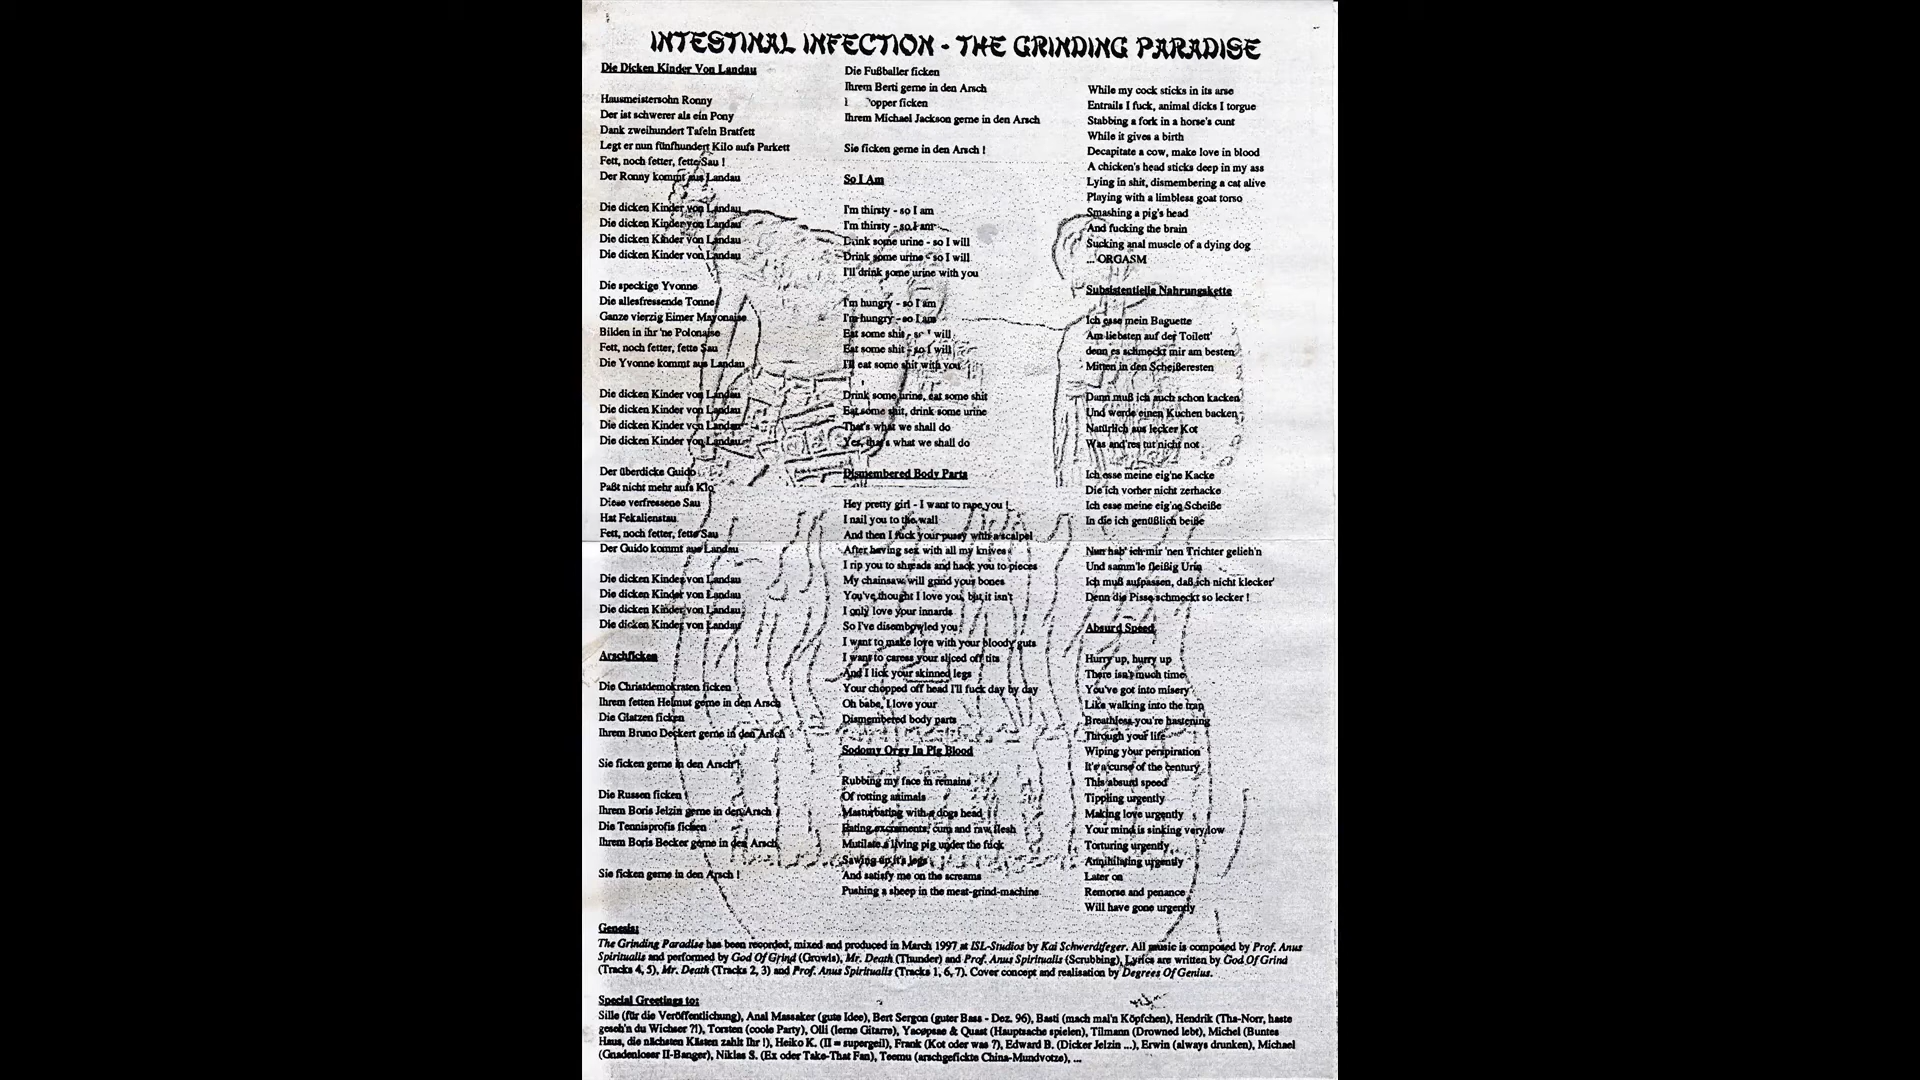 INTESTINAL INFECTION - THE GRINDING PARADISE
Die Dicken Kinder Von Landau
Hausmeistersohn Ronny
Der ist schwerer als ein Pony
Dank zweihundert Tafeln Bratfett
Legt er nun fünfhundert Kilo aufs Parkett
Fett, noch fetter, fette Sau !
Der Ronny kommt aus Landau
Die dicken Kinder von Landau
Die dicken Kinder von Landau
Die dicken Kinder von Landau
Die dicken Kinder von Landau
Die speckige Yvonne
Die allesfressende Tonne
Ganze vierzig Eimer Mayonaise
Bilden in ihr 'ne Polonaise
Fett, noch fetter, fette Sau
Die Yvonne kommt aus Landau
Die dicken Kinder von Landau
Die dicken Kinder von Landau
Die dicken Kinder von Landau
Die dicken Kinder von Landau
Der überdicke Guido
Paßt nicht mehr aufs Klo
Diese verfressene Sau
Hat Fekalienstau
Fett, noch fetter, fette Sau
Der Guido kommt aus Landau
Die dicken Kinder von Landau
Die dicken Kinder von Landau
Die dicken Kinder von Landau
Die dicken Kinder von Landau
Arschficken
Die Christdemokraten ficken
Ihrem fetten Helmut gerne in den Arsch
Die Glatzen ficken
Ihrem Bruno Deckert gerne in den Arsch
Sie ficken gerne in den Arsch !
Die Russen ficken
Ihrem Boris Jelzin gerne in den Arsch
Die Tennisprofis ficken
Ihrem Boris Becker gerne in den Arsch
Sie ficken gerne in den Arsch !
Die Fußballer ficken
Ihrem Berti gerne in den Arsch
ficken
Ihrem Michael Jackson gerne in den Arsch
Sie ficken gerne in den Arsch !
So I Am
I'm thirsty - so I am
I'm thirsty - so I am
Drink some urine - so I will
Drink some urine - so I will
I'll drink some urine with you
I'm hungry - so I am
I'm hungry - so I am
Eat some shit - so I will
Eat some shit - so I will
I'll eat some shit with you
Drink some urine, eat some shit
Eat some shit, drink some urine
That's what we shall do
Yes, that's what we shall do
Dismembered Body Parts
Hey pretty girl - I want to rape you !
I nail you to the wall
And then I fuck your pussy with a scalpel
After having sex with all my knives
I rip you to shreads and hack you to pieces
My chainsaw will grind your bones
You've thought I love you, but it isn't
I only love your innards
So I've disembowled you
I want to make love with your bloody guts
I want to caress your sliced off tits
And I lick your skinned legs
Your chopped off head I'll fuck day by day
Oh babe, I love your
Dismembered body parts
Sodomy Orgy In Pig Blood
Rubbing my face in remains
Of rotting animals
Masturbating with a dogs head
Eating excraments, cum and raw flesh
Mutilate a living pig under the fuck
Sawing up it's legs
And satisfy me on the screams
Pushing a sheep in the meat-grind-machine
While my cock sticks in its arse
Entrails I fuck, animal dicks I torgue
Stabbing a fork in a horse's cunt
While it gives a birth
Decapitate a cow, make love in blood
A chicken's head sticks deep in my ass
Lying in shit, dismembering a cat alive
Playing with a limbless goat torso
Smashing a pig's head
And fucking the brain
Sucking anal muscle of a dying dog
... ORGASM
Subsistentielle Nahrungskette
Ich esse mein Baguette
Am liebsten auf der Toilett'
denn es schmeckt mir am besten
Mitten in den Scheißeresten
Dann muß ich auch schon kacken
Und werde einen Kuchen backen
Natürlich aus lecker Kot
Was and'res tut nicht not
Ich esse meine eig'ne Kacke
Die ich vorher nicht zerhacke
Ich esse meine eig'ne Scheiße
In die ich genüßlich beiße
Nun hab' ich mir 'nen Trichter gelieh'n
Und samm'le fleißig Urin
Ich muß aufpassen, daß ich nicht klecker'
Denn die Pisse schmeckt so lecker !
Absurd Speed
Hurry up, hurry up
There isn't much time
You've got into misery
Like walking into the trap
Breathless you're hastening
Through your life
Wiping your perspiration
It's a curse of the century
This absurd speed
Tippling urgently
Making love urgently
Your mind is sinking very low
Torturing urgently
Annihilating urgently
Later on
Remorse and penance
Will have gone urgently
Genesis:
The Grinding Paradise has been recorded, mixed and produced in March 1997 at ISL-Studios by Kai Schwerdtfeger. All music is composed by Prof. Anus
Spiritualis and performed by God Of Grind (Growls), Mr. Death (Thunder) and Prof. Anus Spiritualis (Scrubbing). Lyrics are written by God Of Grind
(Tracks 4, 5), Mr. Death (Tracks 2, 3) and Prof. Anus Spiritualis (Tracks 1, 6, 7). Cover concept and realisation by Degrees Of Genius.
Special Greetings to:
Sille (für die Veröffentlichung), Anal Massaker (gute Idee), Bert Sergon (guter Bass - Dez. 96), Basti (mach mal'n Köpfchen), Hendrik (Tha-Norr, haste
geseh'n du Wichser ?!), Torsten (coole Party), Olli (lerne Gitarre), Yacøpsae & Quast (Hauptsache spielen), Tilmann (Drowned lebt), Michel (Buntes
Haus, die nächsten Kästen zahlt Ihr !), Heiko K. (II = supergeil), Frank (Kot oder was ?), Edward B. (Dicker Jelzin ...), Erwin (always drunken), Michael
(Gnadenloser II-Banger), Niklas S. (Ex oder Take-That Fan), Teemu (arschgefickte China-Mundvotze), ...